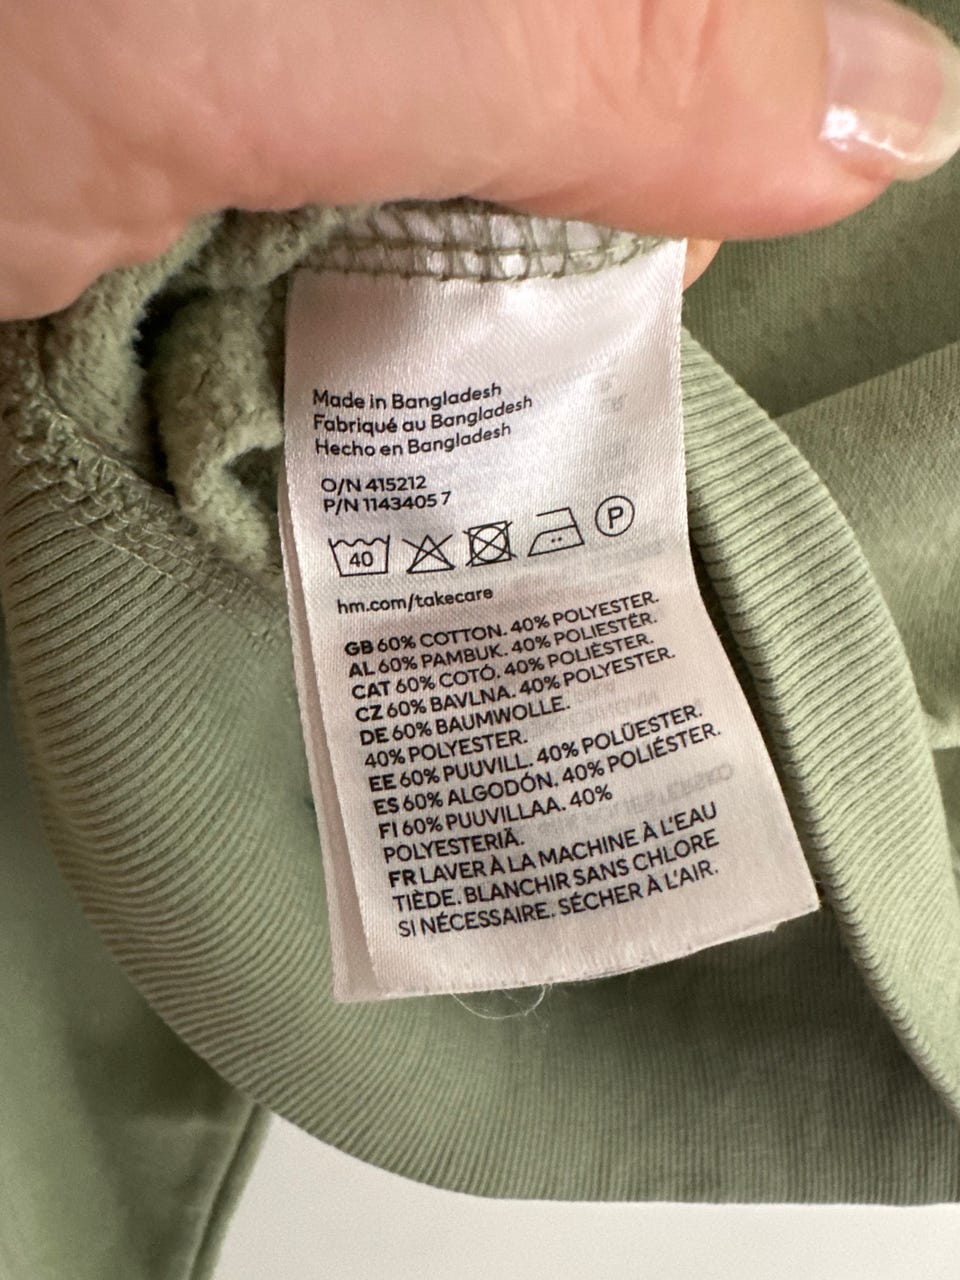 Made in Bangladesh
Fabriqué au Bangladesh
Hecho en Bangladesh
O/N 415212
P/N 1143405 7
40 P
hm.com/takecare
GB 60% COTTON. 40% POLYESTER.
AL 60% PAMBUK. 40% POLIESTËR.
CAT 60% COTÓ. 40% POLIÈSTER.
CZ 60% BAVLNA. 40% POLYESTER.
DE 60% BAUMWOLLE.
40% POLYESTER.
EE 60% PUUVILL. 40% POLÜESTER.
ES 60% ALGODÓN. 40% POLIÉSTER.
FI 60% PUUVILLAA. 40%
POLYESTERIÄ.
FR LAVER À LA MACHINE À L'EAU
TIÈDE. BLANCHIR SANS CHLORE
SI NÉCESSAIRE. SÉCHER À L'AIR.